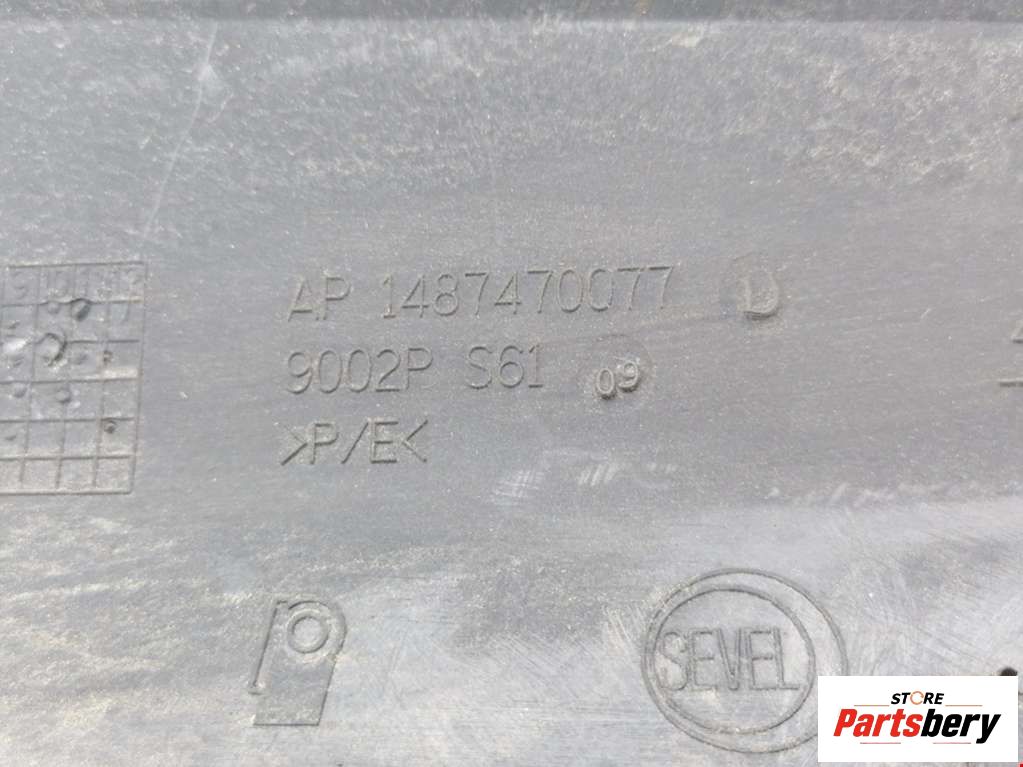 AP 1487470077 D
9002P S61 09
>P/E<
SEVEL
STORE
Partsbery